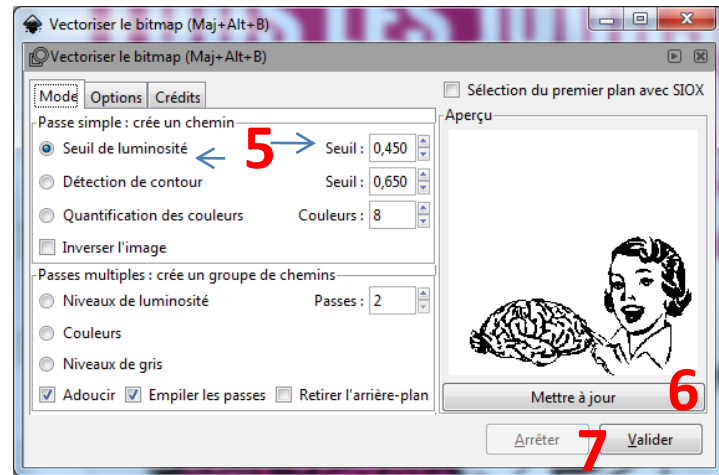 Vectoriser le bitmap (Maj+Alt+B)
Vectoriser le bitmap (Maj+Alt+B)
Mode Options Crédits
Sélection du premier plan avec SIOX
Passe simple : crée un chemin
Aperçu
Seuil de luminosité 5 Seuil : 0,450
Détection de contour Seuil : 0,650
Quantification des couleurs Couleurs : 8
Inverser l'image
Passes multiples : crée un groupe de chemins
Niveaux de luminosité Passes : 2
Couleurs
Niveaux de gris
Adoucir Empiler les passes Retirer l'arrière-plan
Mettre à jour 6
Arrêter 7 Valider